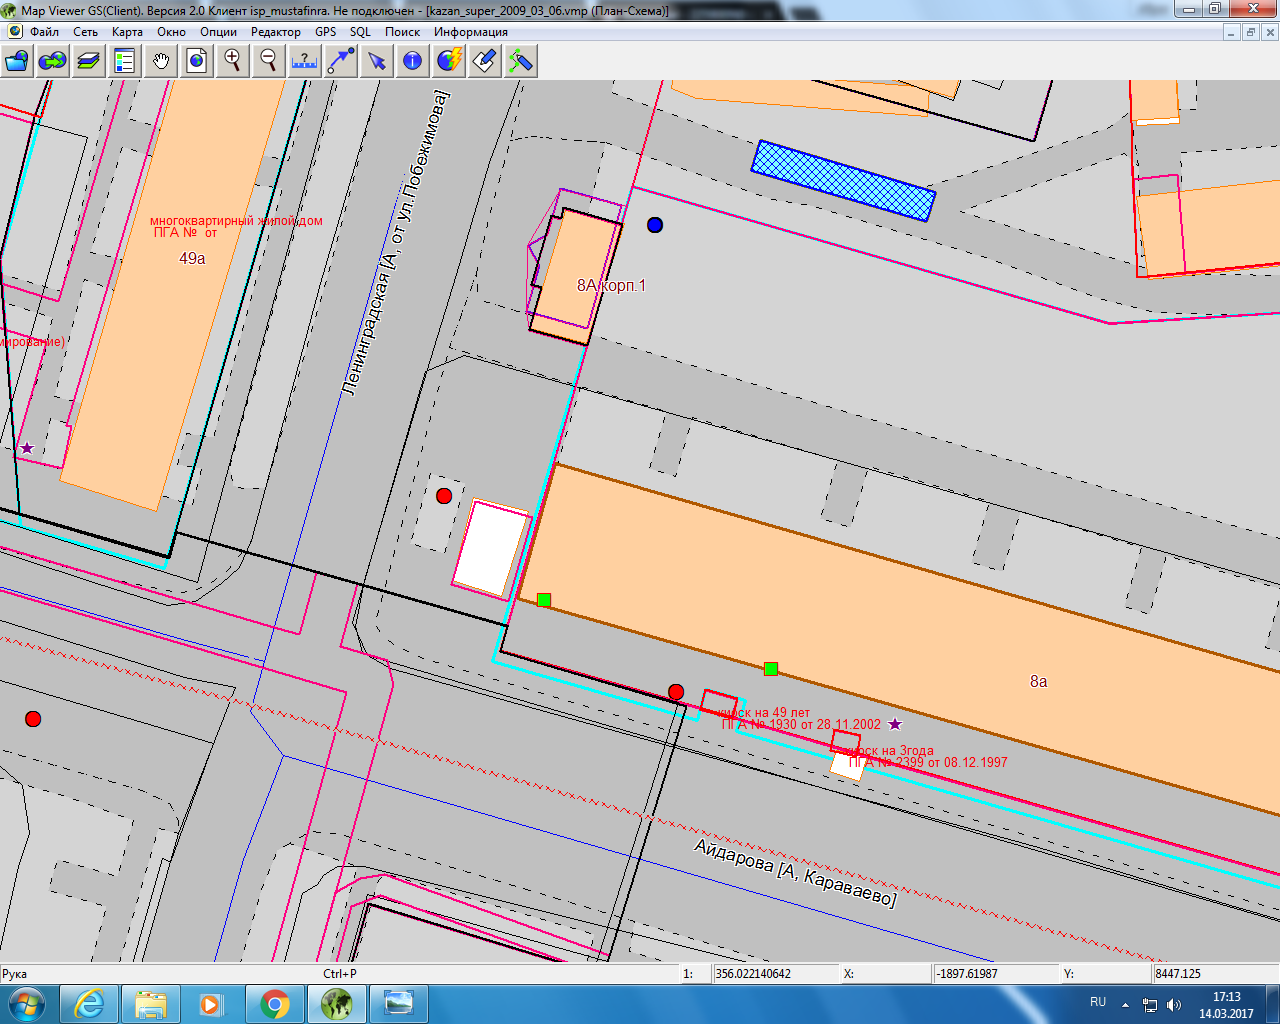 Map Viewer GS(Client). Версия 2.0 Клиент isp_mustafinra. Не подключен - [kazan_super_2009_03_06.vmp (План-Схема)]
Файл Сеть Карта Окно Опции Редактор GPS SQL Поиск Информация
Ленинградская [А, от ул.Побежимова]
многоквартирный жилой дом
ПГА № от
49а
8А корп.1
мирование)
8а
киоск на 49 лет
ПГА № 1930 от 28.11.2002
киоск на 3года
ПГА № 2399 от 08.12.1997
Айдарова [А, Караваево]
Рука Ctrl+P 1: 356.022140642 X: -1897.61987 Y: 8447.125
RU 17:13
14.03.2017